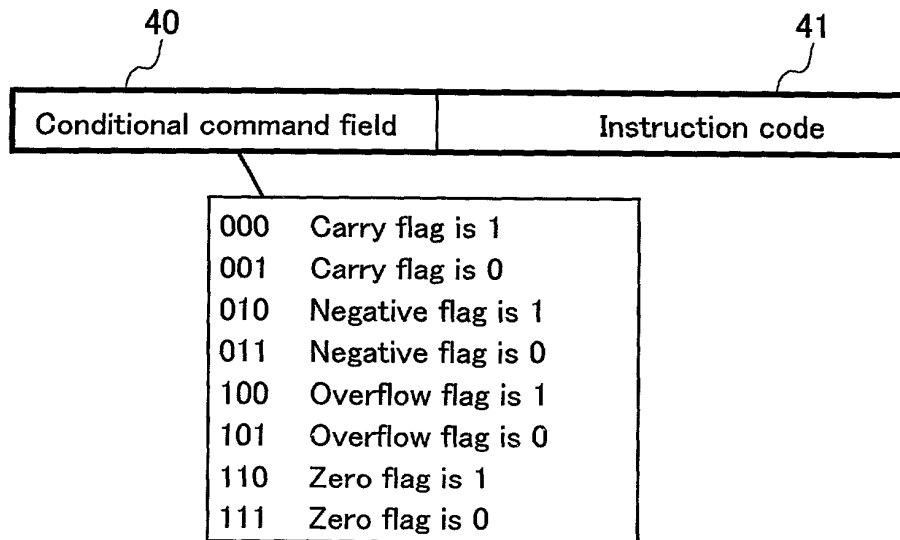 40 41
Conditional command field Instruction code
000 Carry flag is 1
001 Carry flag is 0
010 Negative flag is 1
011 Negative flag is 0
100 Overflow flag is 1
101 Overflow flag is 0
110 Zero flag is 1
111 Zero flag is 0